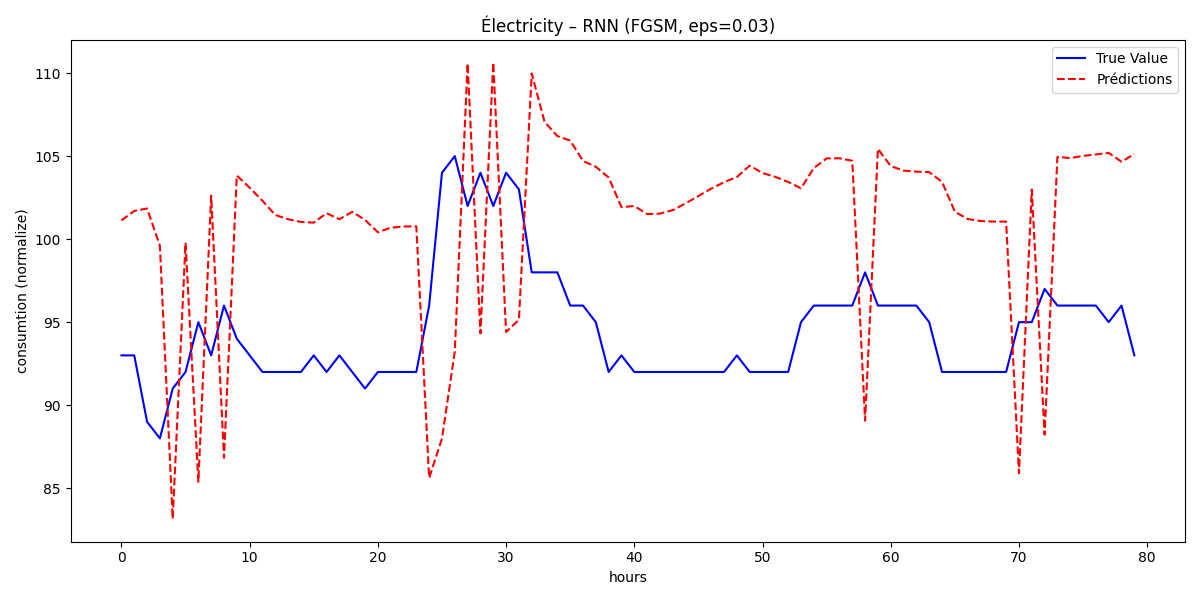 Électricity – RNN (FGSM, eps=0.03)
True Value
Prédictions
consumtion (normalize)
110
105
100
95
90
85
0 10 20 30 40 50 60 70 80
hours